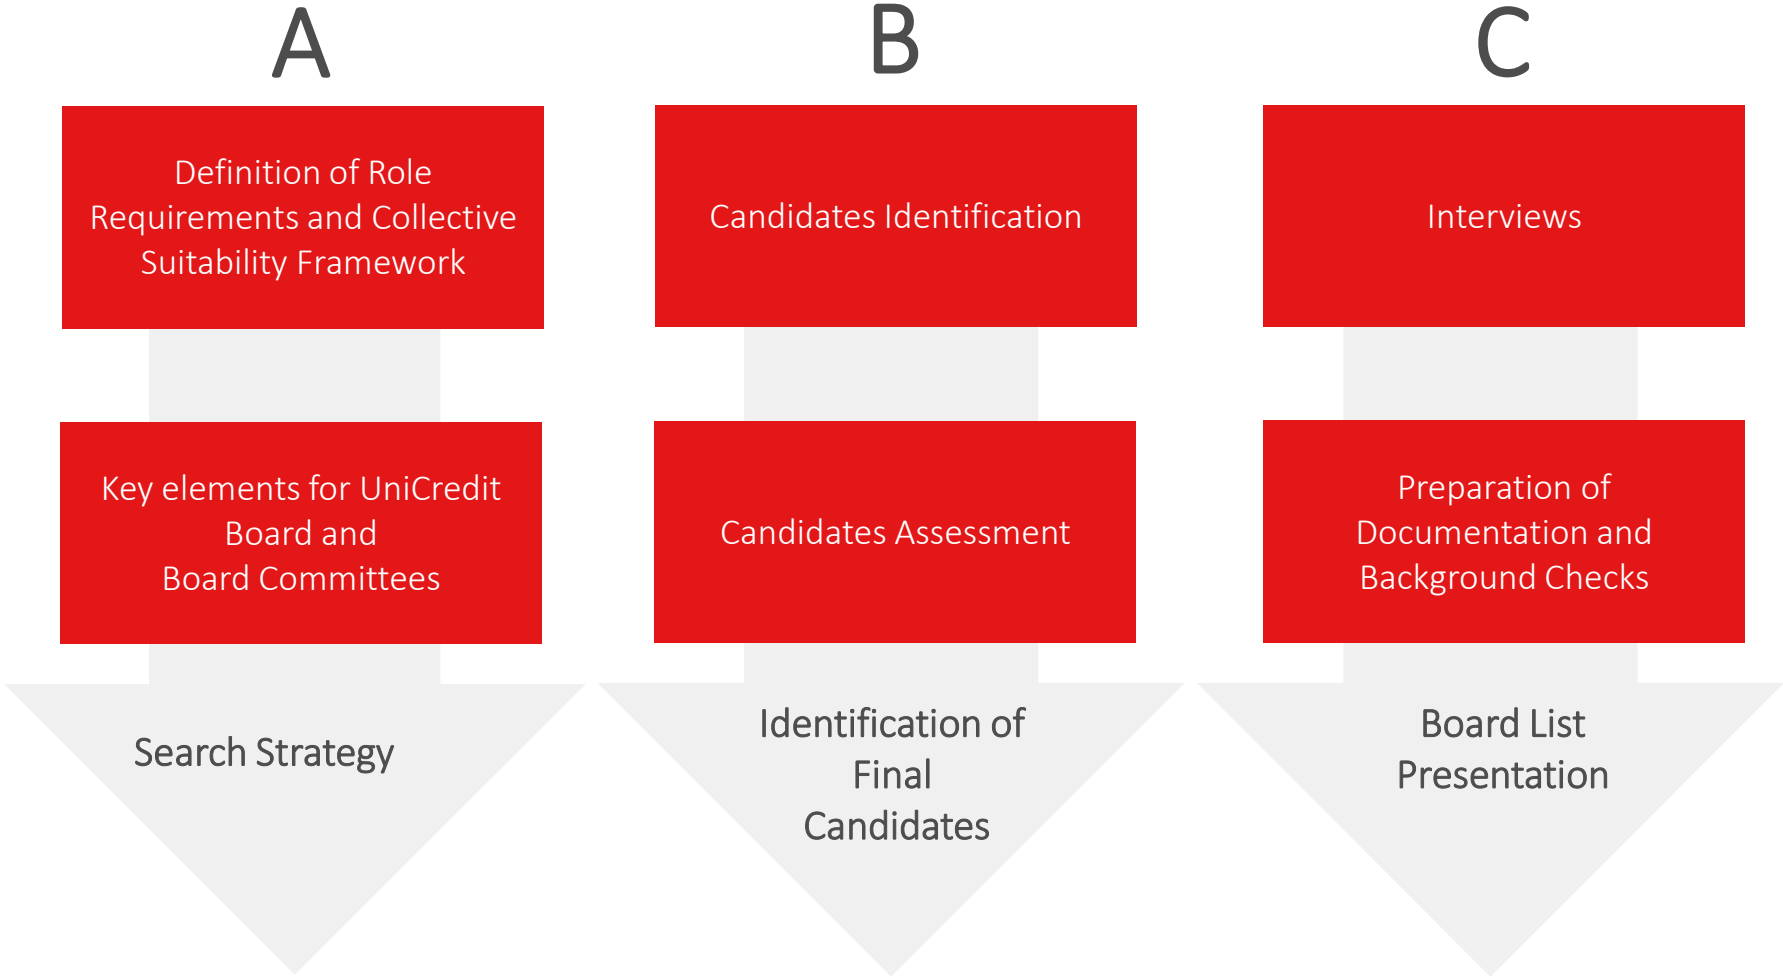 A
Definition of Role
Requirements and Collective
Suitability Framework
Key elements for UniCredit
Board and
Board Committees
Search Strategy
B
Candidates Identification
Candidates Assessment
Identification of
Final
Candidates
C
Interviews
Preparation of
Documentation and
Background Checks
Board List
Presentation